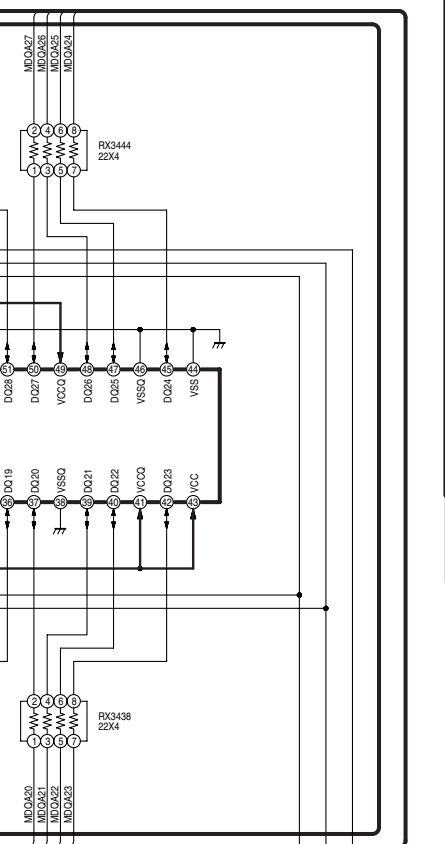 MDQA27
MDQA26
MDQA25
MDQA24
2 4 6 8
RX3444
22X4
1 3 5 7
51 50 49 48 47 46 45 44
DQ28
DQ27
VCCQ
DQ26
DQ25
VSSQ
DQ24
VSS
DQ19
DQ20
VSSQ
DQ21
DQ22
VCCQ
DQ23
VCC
36 37 38 39 40 41 42 43
2 4 6 8
RX3438
22X4
1 3 5 7
MDQA20
MDQA21
MDQA22
MDQA23